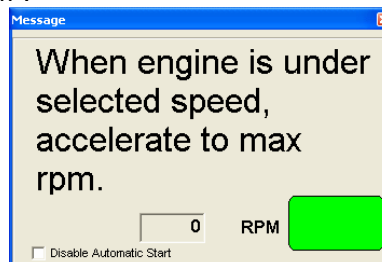 Message
When engine is under
selected speed,
accelerate to max
rpm.
0 RPM
Disable Automatic Start